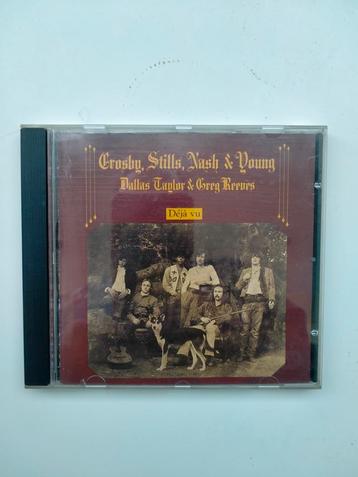 Crosby, Stills, Nash & Young
Dallas Taylor & Greg Reeves
Déjà vu